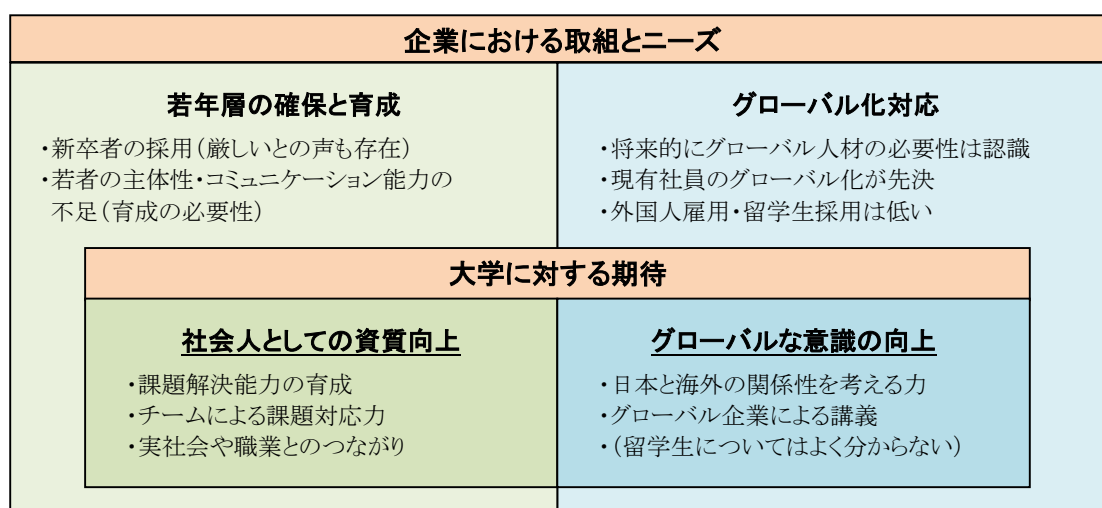 企業における取組とニーズ
若年層の確保と育成
・新卒者の採用(厳しいとの声も存在)
・若者の主体性・コミュニケーション能力の
不足(育成の必要性)
グローバル化対応
・将来的にグローバル人材の必要性は認識
・現有社員のグローバル化が先決
・外国人雇用・留学生採用は低い
大学に対する期待
社会人としての資質向上
・課題解決能力の育成
・チームによる課題対応力
・実社会や職業とのつながり
グローバルな意識の向上
・日本と海外の関係性を考える力
・グローバル企業による講義
・(留学生についてはよく分からない)